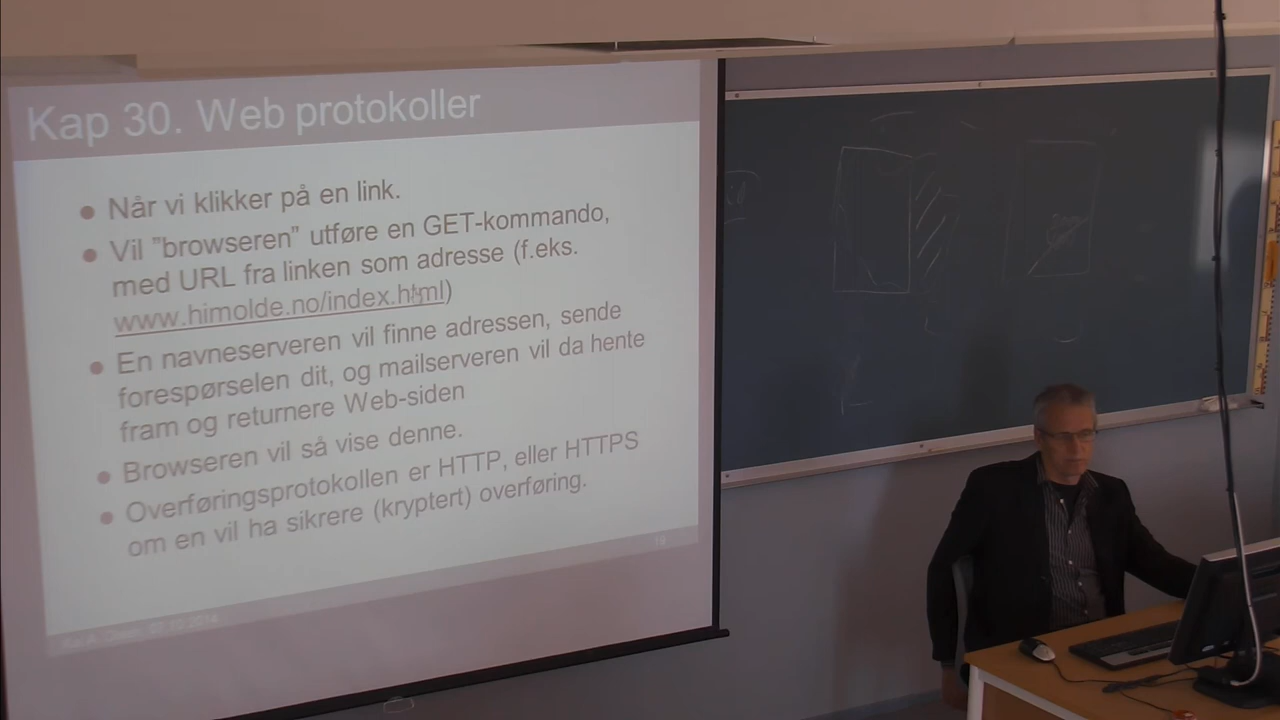 Kap 30. Web protokoller
Når vi klikker på en link.
Vil ”browseren” utføre en GET-kommando,
med URL fra linken som adresse (f.eks.
www.himolde.no/index.html)
En navneserveren vil finne adressen, sende
forespørselen dit, og mailserveren vil da hente
fram og returnere Web-siden
Browseren vil så vise denne.
Overføringsprotokollen er HTTP, eller HTTPS
om en vil ha sikrere (kryptert) overføring.
19